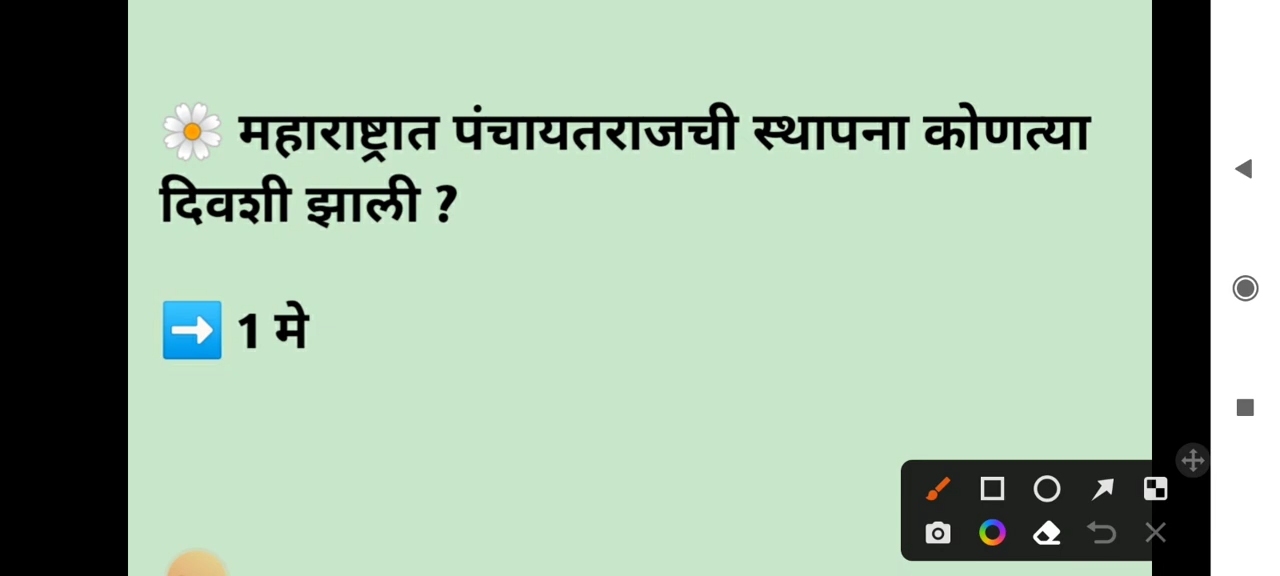 महाराष्ट्रात पंचायतराजची स्थापना कोणत्या
दिवशी झाली ?
1 मे